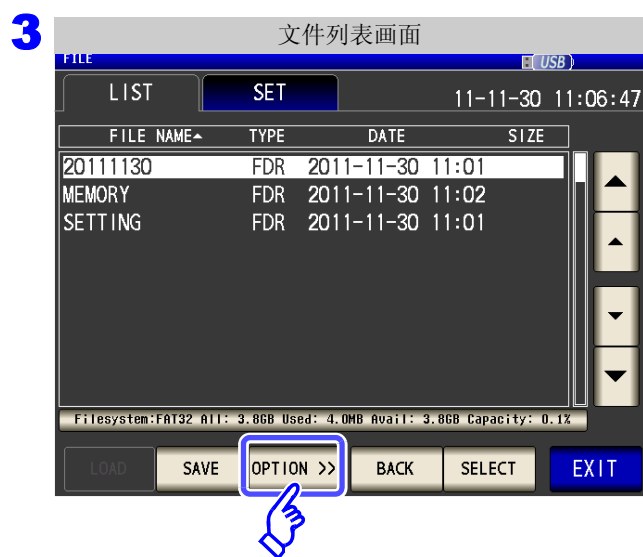 3
文件列表画面
FILE USB
LIST SET 11-11-30 11:06:47
FILE NAME TYPE DATE SIZE
20111130 FDR 2011-11-30 11:01
MEMORY FDR 2011-11-30 11:02
SETTING FDR 2011-11-30 11:01
Filesystem:FAT32 All: 3.8GB Used: 4.0MB Avail: 3.8GB Capacity: 0.1%
LOAD SAVE OPTION >> BACK SELECT EXIT